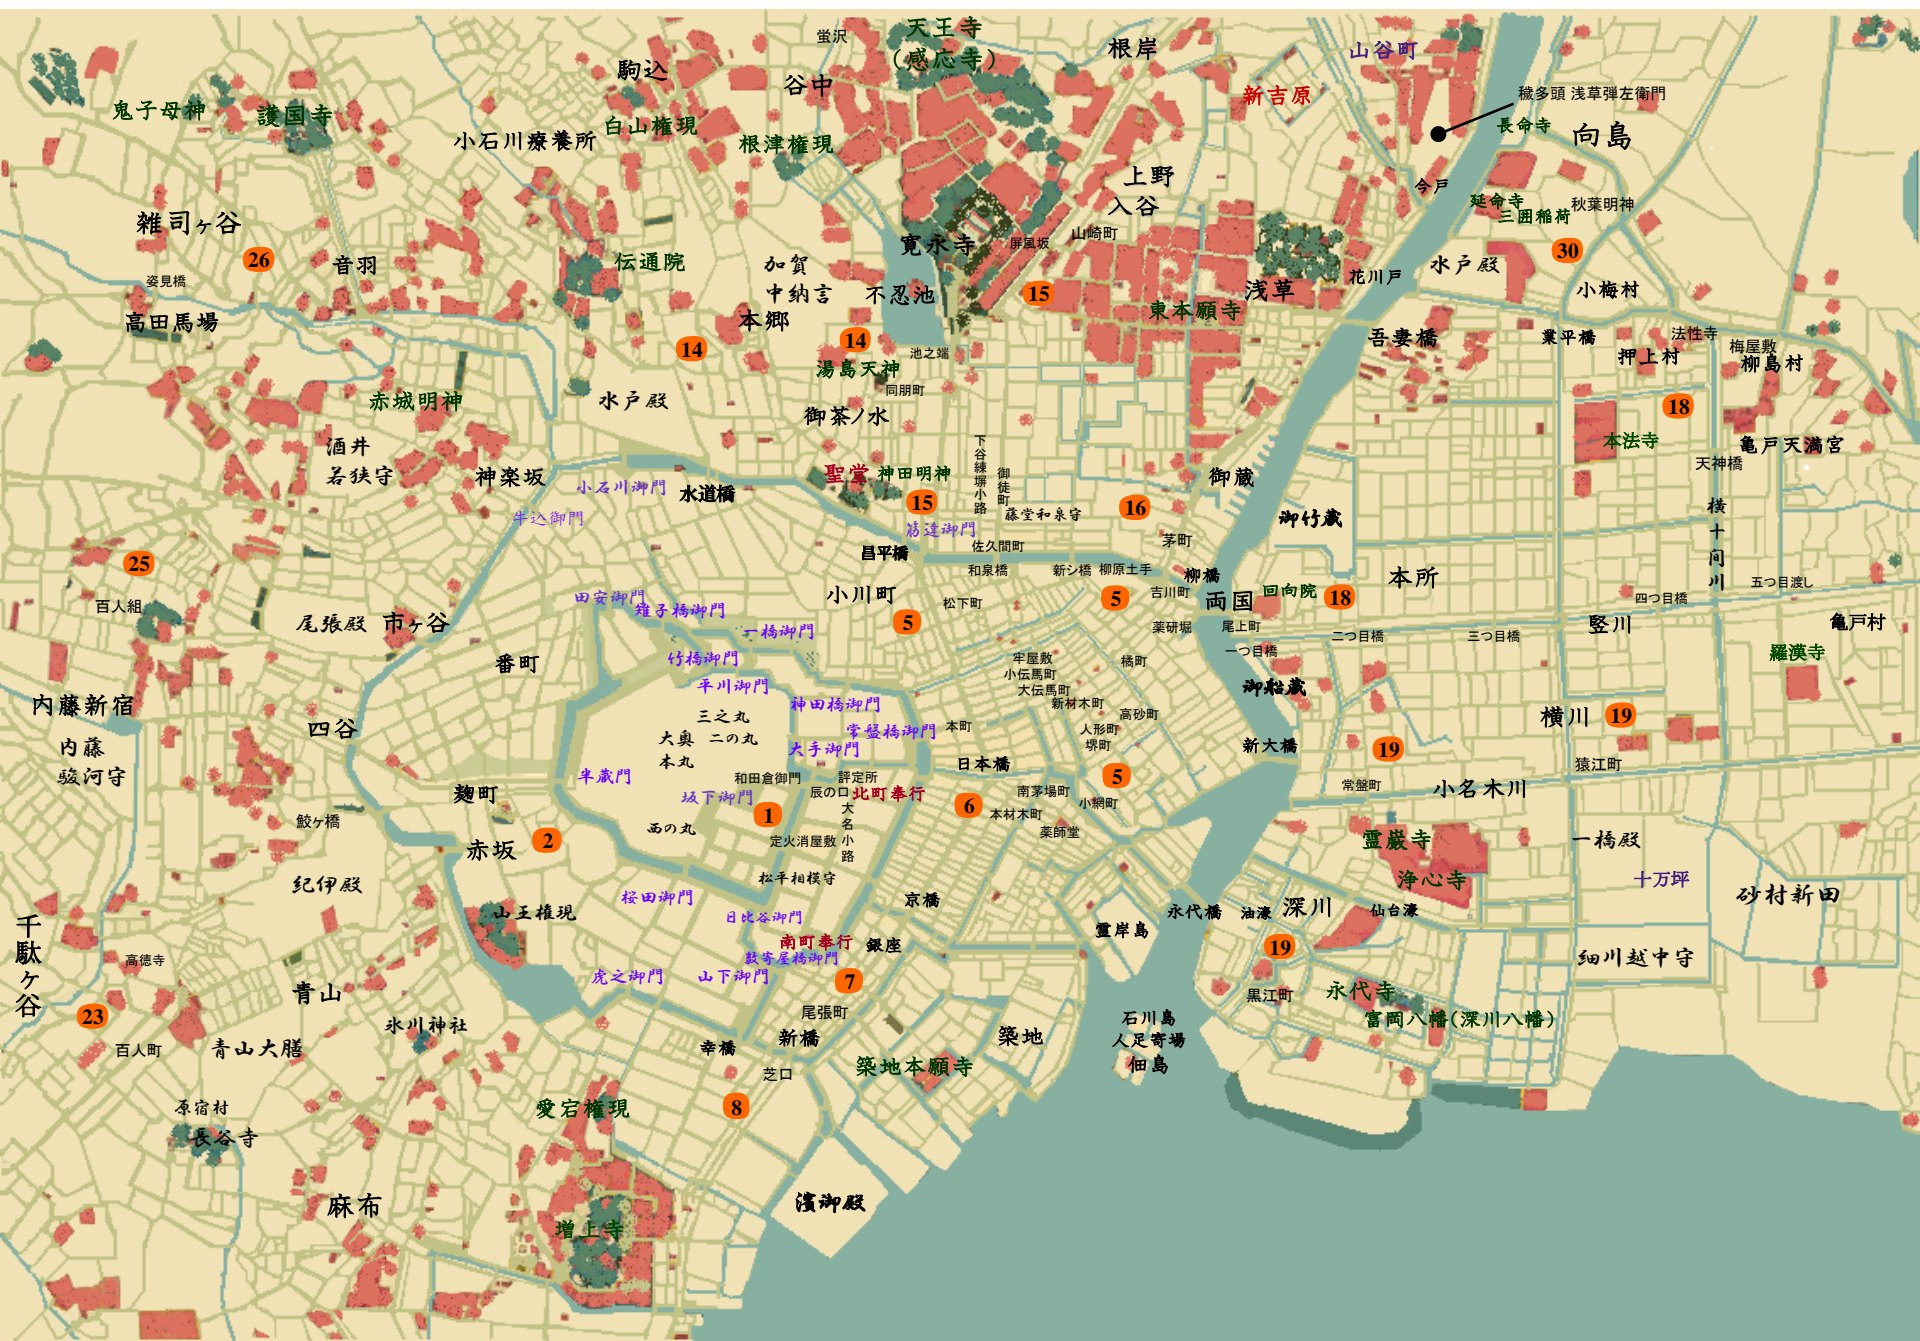 天王寺
(感応寺)
蛍沢
根岸
山谷町
駒込
谷中
新吉原
穢多頭 浅草弾左衛門
鬼子母神
護国寺
小石川療養所
白山権現
根津権現
長命寺
向島
上野
入谷
今戸
延命寺
三囲稲荷
秋葉明神
雑司ヶ谷
26
音羽
伝通院
加賀
中納言
寛永寺
屏風坂
山崎町
水戸殿
30
姿見橋
高田馬場
本郷
不忍池
15
東本願寺
浅草
花川戸
小梅村
吾妻橋
業平橋
法性寺
押上村
梅屋敷
柳島村
14
14
池之端
湯島天神
同朋町
赤城明神
水戸殿
御茶ノ水
18
本法寺
亀戸天満宮
天神橋
酒井
若狭守
神楽坂
小石川御門
水道橋
聖堂
神田明神
15
下谷練塀小路
御徒町
藤堂和泉守
16
御蔵
御竹蔵
横十间川
牛込御門
筋違御門
昌平橋
佐久間町
和泉橋
新シ橋
柳原土手
茅町
柳橋
25
百人組
尾張殿
市ヶ谷
田安御門
雉子橋御門
一橋御門
小川町
5
松下町
5
吉川町
両国
回向院
18
本所
五つ目渡し
四つ目橋
竪川
亀戸村
薬研堀
尾上町
一つ目橋
二つ目橋
三つ目橋
羅漢寺
番町
竹橋御門
平川御門
神田橋御門
常盤橋御門
牢屋敷
小伝馬町
大伝馬町
新材木町
橘町
高砂町
人形町
堺町
御船蔵
内藤新宿
内藤
駿河守
四谷
三之丸
大奥 二の丸
本丸
大手御門
本町
日本橋
新大橋
19
横川
19
半蔵門
和田倉御門
評定所
辰の口
北町奉行
坂下御門
1
大名小路
6
南茅場町
5
小網町
本材木町
薬師堂
常盤町
小名木川
猿江町
麹町
鮫ヶ橋
赤坂
2
西の丸
定火消屋敷
松平相模守
霊巌寺
浄心寺
一橋殿
十万坪
砂村新田
紀伊殿
山王権現
桜田御門
日比谷御門
京橋
南町奉行
銀座
数寄屋橋御門
霊岸島
永代橋
油濠
深川
仙台濠
19
細川越中守
千駄ヶ谷
高徳寺
23
青山
虎之御門
山下御門
7
尾張町
黒江町
永代寺
富岡八幡(深川八幡)
氷川神社
百人町
青山大膳
幸橋
新橋
芝口
築地
築地本願寺
石川島
人足寄場
佃島
8
原宿村
長谷寺
愛宕権現
麻布
増上寺
濱御殿